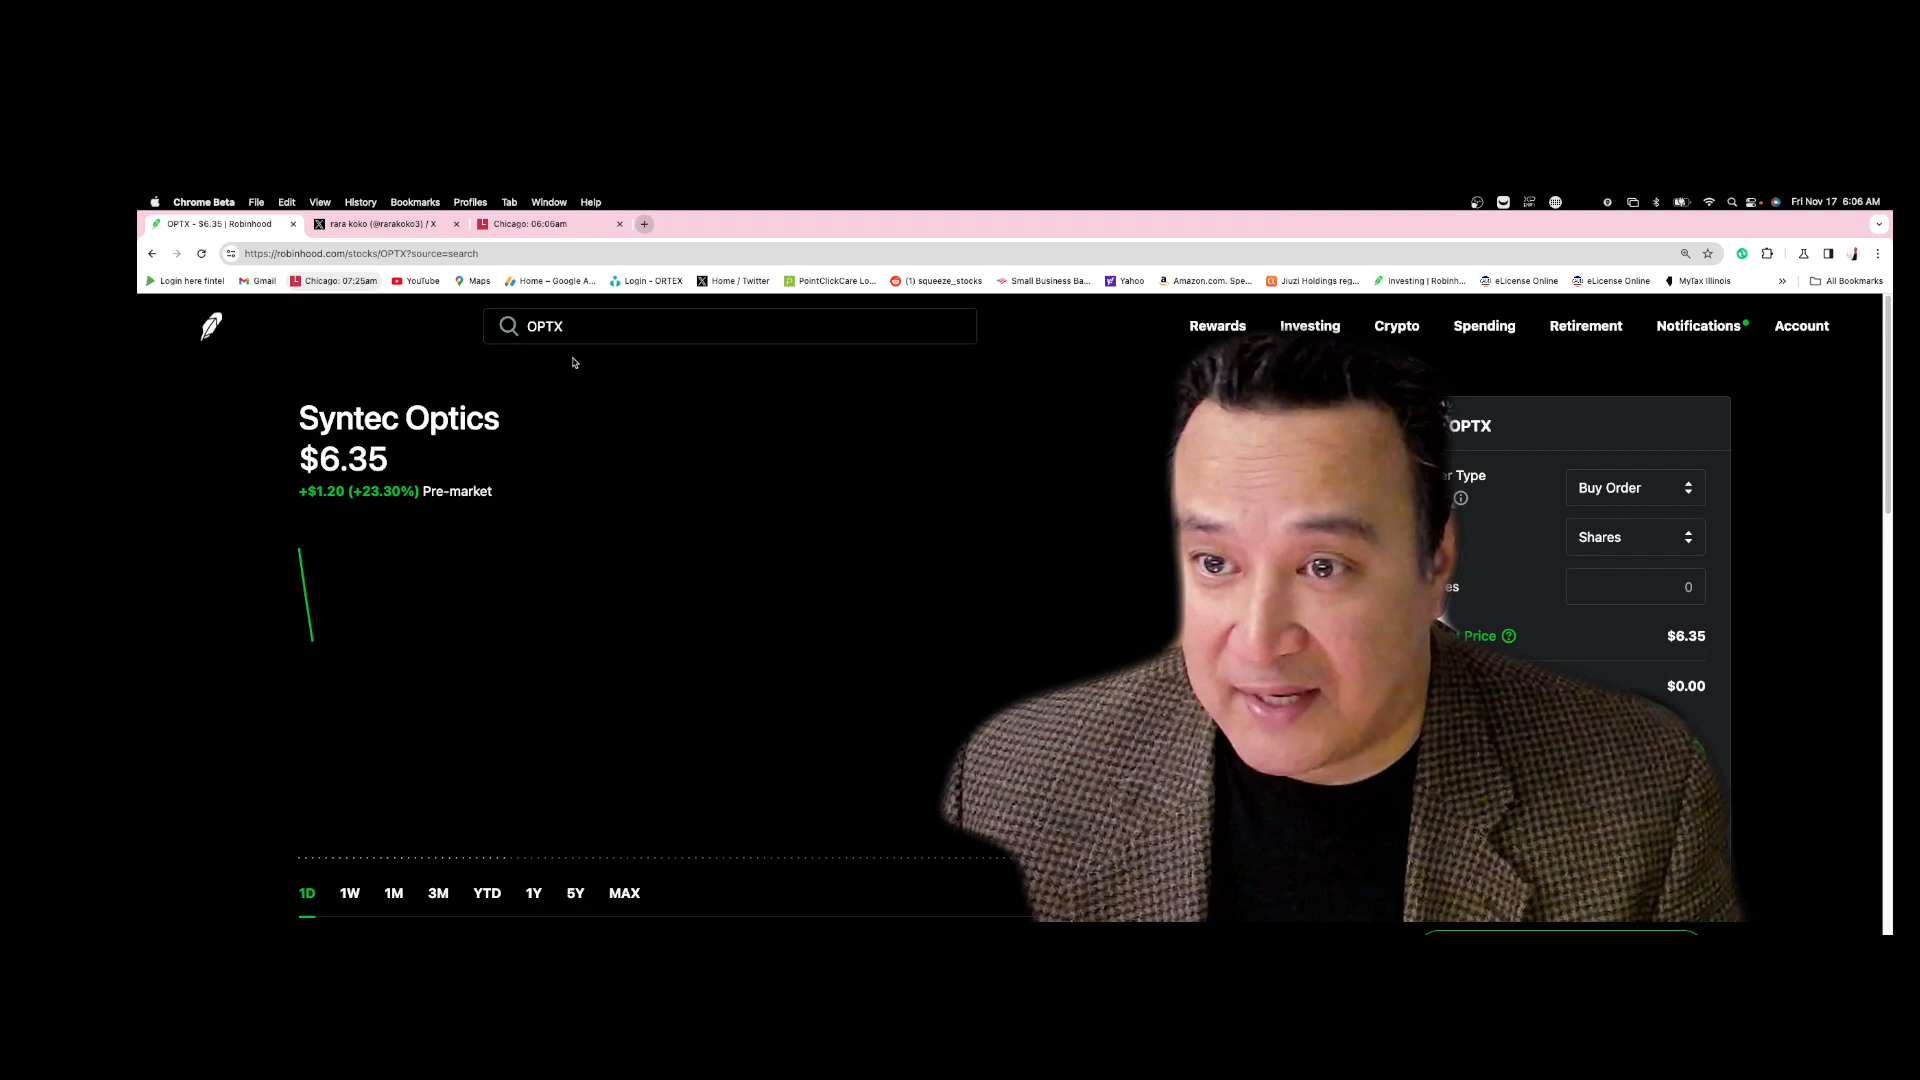 Chrome Beta File Edit View History Bookmarks Profiles Tab Window Help Fri Nov 17 6:06 AM
OPTX - $6.35 | Robinhood rara koko (@rarakoko3) / X Chicago: 06:06am
https://robinhood.com/stocks/OPTX?source=search
Login here fintel Gmail Chicago: 07:25am YouTube Maps Home – Google A... Login - ORTEX Home / Twitter PointClickCare Lo... (1) squeeze_stocks Small Business Ba... Yahoo Amazon.com. Spe... Jiuzi Holdings reg... Investing | Robinh... eLicense Online eLicense Online MyTax Illinois » All Bookmarks
OPTX Rewards Investing Crypto Spending Retirement Notifications Account
Syntec Optics
$6.35
+$1.20 (+23.30%) Pre-market
OPTX
er Type
Buy Order
Shares
es 0
Price $6.35
$0.00
1D 1W 1M 3M YTD 1Y 5Y MAX